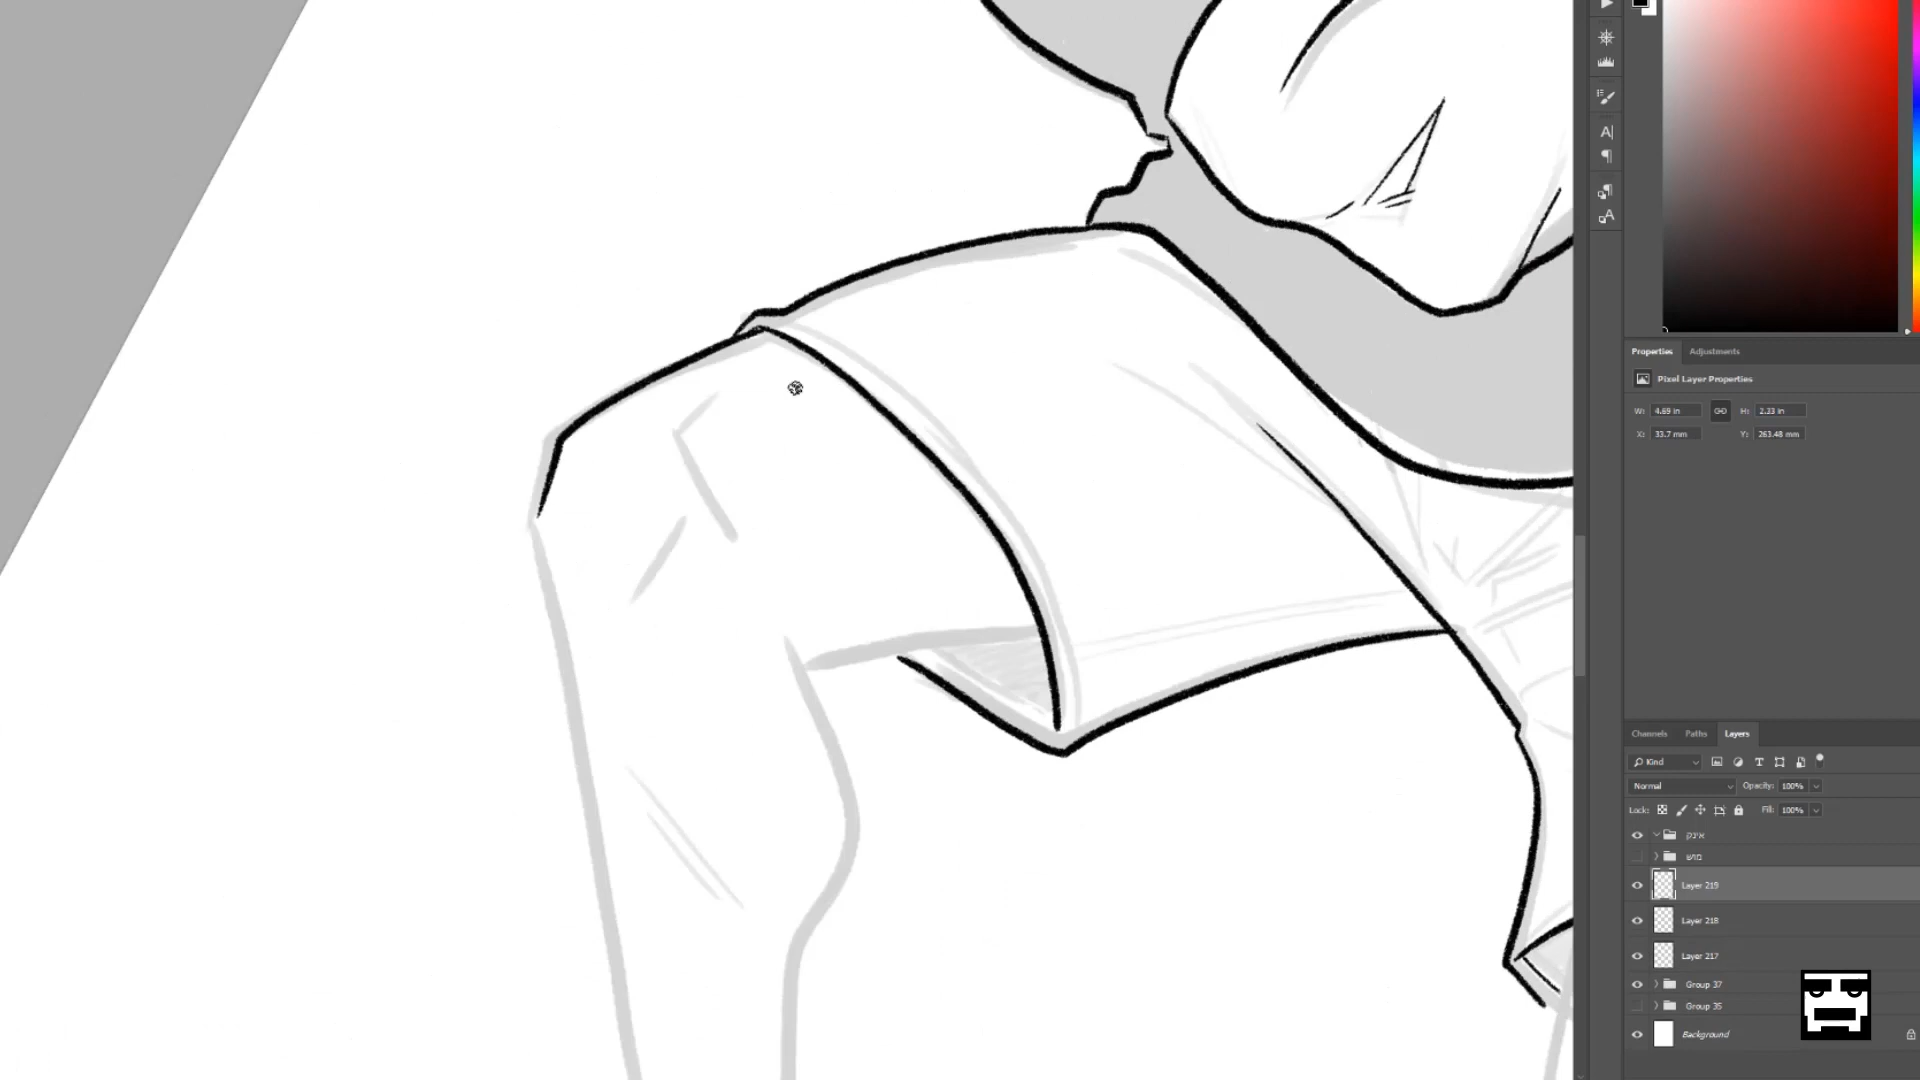 Properties Adjustments
Pixel Layer Properties
W: 4.69 in H: 2.33 in
X: 33.7 mm Y: 263.48 mm
Channels Paths Layers
Kind
Normal Opacity: 100%
Lock: Fill: 100%
אינק
מוש
Layer 219
Layer 218
Layer 217
Group 37
Group 35
Background